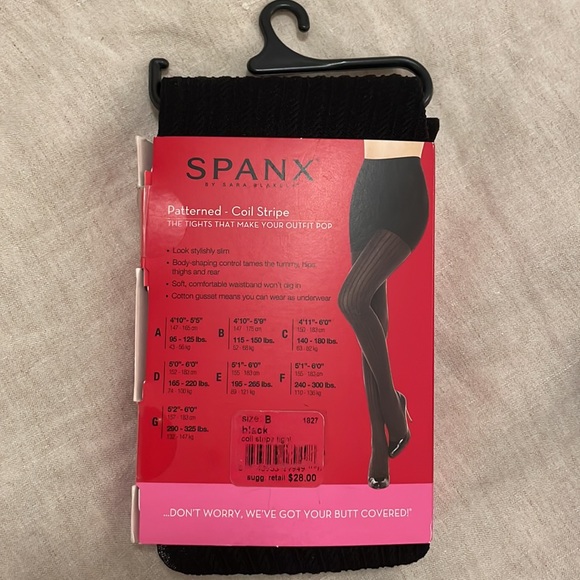 SPANX
BY SARA BLAKELY
Patterned - Coil Stripe
THE TIGHTS THAT MAKE YOUR OUTFIT POP
• Look stylishly slim
• Body-shaping control tames the tummy, hips, thighs and rear
• Soft, comfortable waistband won't dig in
• Cotton gusset means you can wear as underwear
A 4'10"- 5'5"
95 - 125 lbs.
B 4'10"- 5'9"
115 - 150 lbs.
C 4'11"- 6'0"
140 - 180 lbs.
D 5'0"- 6'0"
165 - 220 lbs.
E 5'1"- 6'0"
195 - 255 lbs.
F 5'1"- 6'0"
240 - 300 lbs.
G 5'2"- 6'0"
290 - 325 lbs.
size: B 1827
black
coil stripe tight
sugg. retail $28.00
...DON'T WORRY, WE'VE GOT YOUR BUTT COVERED!